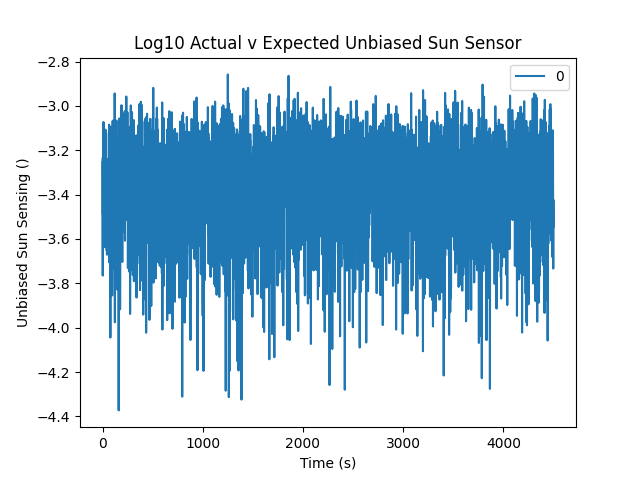 Log10 Actual v Expected Unbiased Sun Sensor
0
Unbiased Sun Sensing ()
−2.8
−3.0
−3.2
−3.4
−3.6
−3.8
−4.0
−4.2
−4.4
0 1000 2000 3000 4000
Time (s)